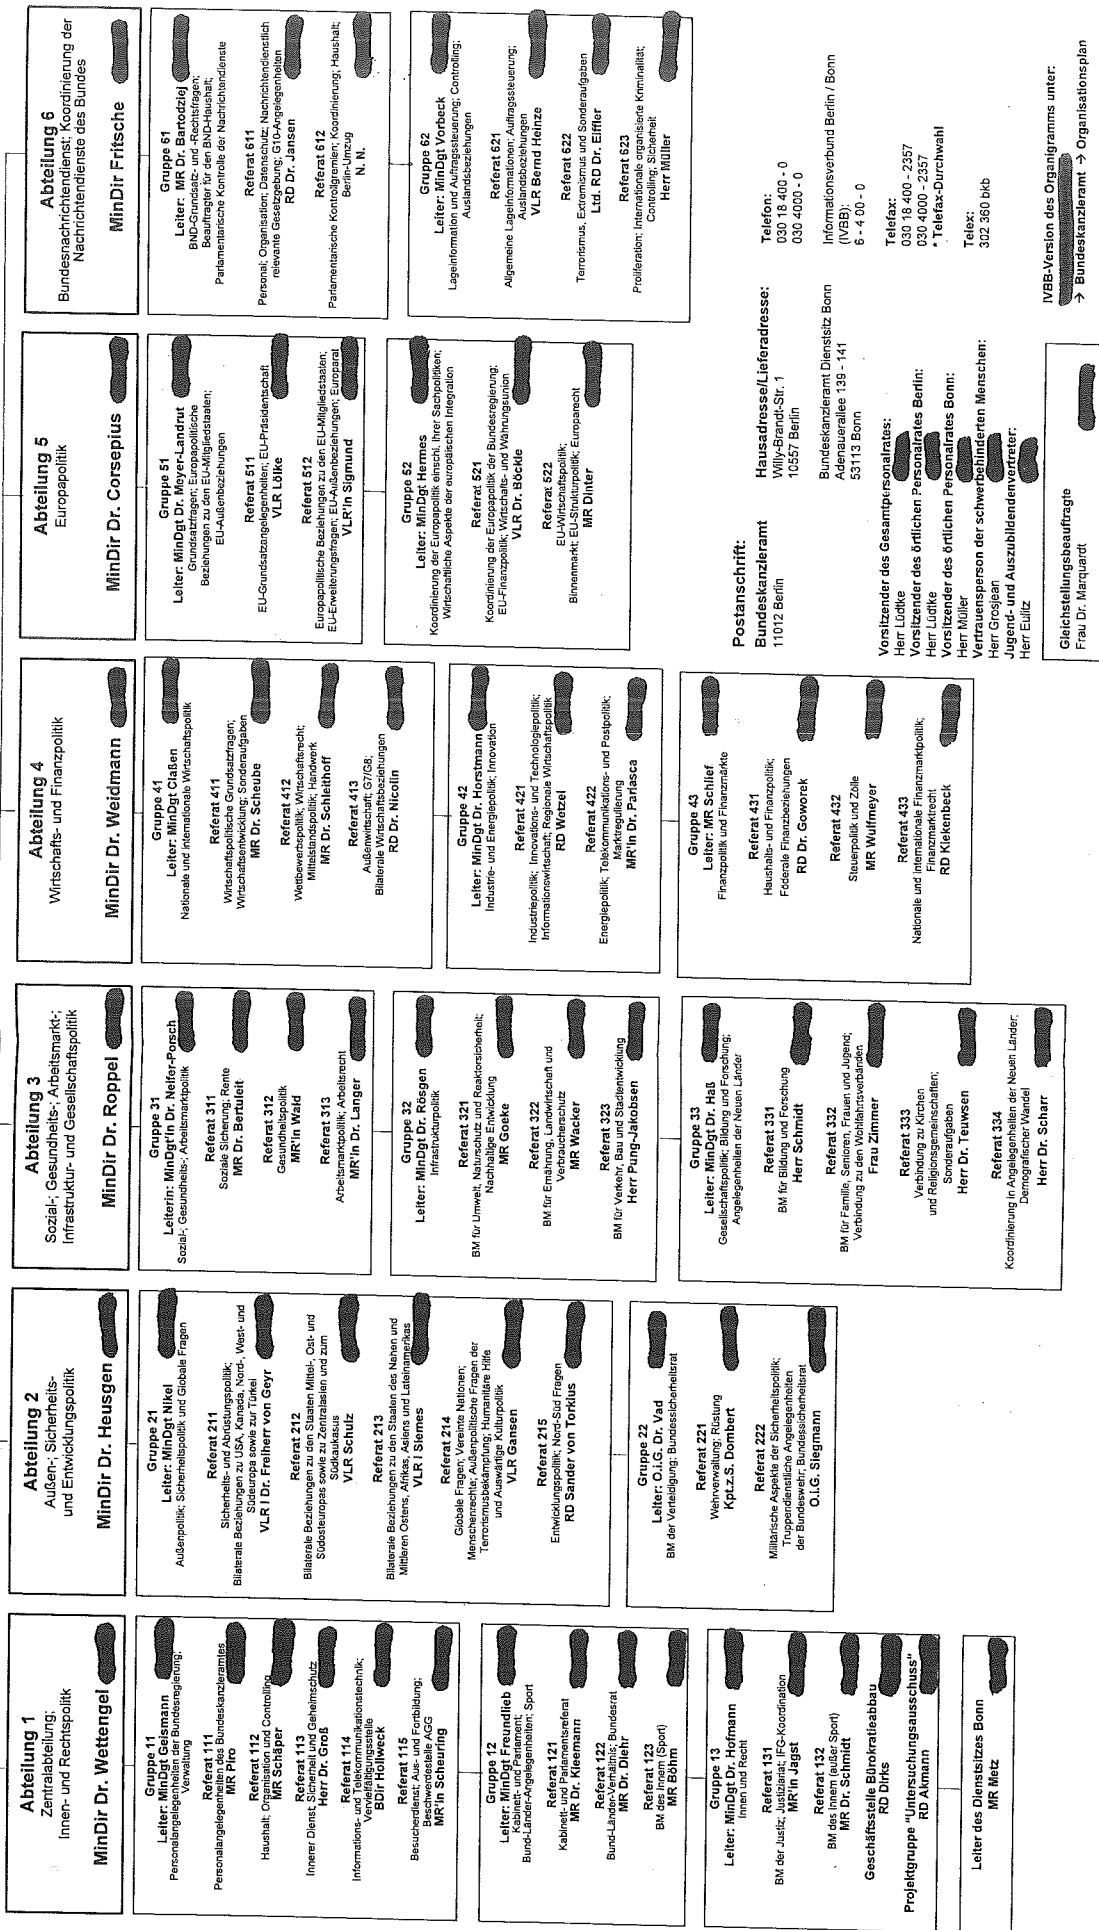 Abteilung 1
Zentralabteilung;
Innen- und Rechtspolitik
MinDir Dr. Wettengel
Gruppe 11
Leiter: MinDgt Geismann
Personalangelegenheiten der Bundesregierung;
Verwaltung
Referat 111
Personalangelegenheiten des Bundeskanzleramtes
MR Piro
Referat 112
Haushalt; Organisation und Controlling
MR Schäper
Referat 113
Innerer Dienst, Sicherheit und Geheimschutz
Herr Dr. Groß
Referat 114
Informations- und Telekommunikationstechnik;
Vervielfältigungsstelle
BDir Hollweck
Referat 115
Besucherdienst; Aus- und Fortbildung;
Beschwerdestelle AGG
MR'in Scheuring
Gruppe 12
Leiter: MinDgt Freundlieb
Kabinett- und Parlament;
Bund-Länder-Angelegenheiten; Sport
Referat 121
Kabinett- und Parlamentsreferat
MR Dr. Kleemann
Referat 122
Bund-Länder-Verhältnis; Bundesrat
MR Dr. Diehr
Referat 123
BM des Innern (Sport)
MR Böhm
Gruppe 13
Leiter: MinDgt Dr. Hofmann
Innen und Recht
Referat 131
BM der Justiz; Justiziariat; IFG-Koordination
MR'in Jagst
Referat 132
BM des Innern (außer Sport)
MR Dr. Schmidt
Geschäftsstelle Bürokratieabbau
RD Dirks
Projektgruppe "Untersuchungsausschuss"
RD Akmann
Leiter des Dienstsitzes Bonn
MR Metz
Abteilung 2
Außen-; Sicherheits-
und Entwicklungspolitik
MinDir Dr. Heusgen
Gruppe 21
Leiter: MinDgt Nikel
Außenpolitik; Sicherheitspolitik und Globale Fragen
Referat 211
Sicherheits- und Abrüstungspolitik;
Bilaterale Beziehungen zu USA, Kanada, Nord-, West- und
Südeuropa sowie zur Türkei
VLR I Dr. Freiherr von Geyr
Referat 212
Bilaterale Beziehungen zu den Staaten Mittel-, Ost- und
Südosteuropas sowie zu Zentralasien und zum
Südkaukasus
VLR Schulz
Referat 213
Bilaterale Beziehungen zu den Staaten des Nahen und
Mittleren Ostens, Afrikas, Asiens und Lateinamerikas
VLR I Siemes
Referat 214
Globale Fragen; Vereinte Nationen;
Menschenrechte; Außenpolitische Fragen der
Terrorismusbekämpfung; Humanitäre Hilfe
und Auswärtige Kulturpolitik
VLR Gansen
Referat 215
Entwicklungspolitik; Nord-Süd Fragen
RD Sander von Torklus
Gruppe 22
Leiter: O.i.G. Dr. Vad
BM der Verteidigung; Bundessicherheitsrat
Referat 221
Wehrverwaltung; Rüstung
Kpt.z.S. Dombert
Referat 222
Militärische Aspekte der Sicherheitspolitik;
Truppendienstliche Angelegenheiten
der Bundeswehr; Bundessicherheitsrat
O.i.G. Siegmann
Abteilung 3
Sozial-; Gesundheits-; Arbeitsmarkt-;
Infrastruktur- und Gesellschaftspolitik
MinDir Dr. Roppel
Gruppe 31
Leiterin: MinDgt'in Dr. Neifer-Porsch
Sozial-; Gesundheits-, Arbeitsmarktpolitik
Referat 311
Soziale Sicherung; Rente
MR Dr. Bertuleit
Referat 312
Gesundheitspolitik
MR'in Wald
Referat 313
Arbeitsmarktpolitik; Arbeitsrecht
MR'in Dr. Langer
Gruppe 32
Leiter: MinDgt Dr. Rösgen
Infrastrukturpolitik
Referat 321
BM für Umwelt, Naturschutz und Reaktorsicherheit;
Nachhaltige Entwicklung
MR Goeke
Referat 322
BM für Ernährung, Landwirtschaft und
Verbraucherschutz
MR Wacker
Referat 323
BM für Verkehr, Bau und Stadtentwicklung
Herr Pung-Jakobsen
Gruppe 33
Leiter: MinDgt Dr. Haß
Gesellschaftspolitik; Bildung und Forschung;
Angelegenheiten der Neuen Länder
Referat 331
BM für Bildung und Forschung
Herr Schmidt
Referat 332
BM für Familie, Senioren, Frauen und Jugend;
Verbindung zu den Wohlfahrtsverbänden
Frau Zimmer
Referat 333
Verbindung zu Kirchen
und Religionsgemeinschaften;
Sonderaufgaben
Herr Dr. Teuwsen
Referat 334
Koordinierung in Angelegenheiten der Neuen Länder;
Demografischer Wandel
Herr Dr. Scharr
Abteilung 4
Wirtschafts- und Finanzpolitik
MinDir Dr. Weidmann
Gruppe 41
Leiter: MinDgt Claßen
Nationale und internationale Wirtschaftspolitik
Referat 411
Wirtschaftspolitische Grundsatzfragen;
Wirtschaftsentwicklung; Sonderaufgaben
MR Dr. Scheube
Referat 412
Wettbewerbspolitik; Wirtschaftsrecht;
Mittelstandspolitik; Handwerk
MR Dr. Schleithoff
Referat 413
Außenwirtschaft; G7/G8;
Bilaterale Wirtschaftsbeziehungen
RD Dr. Nicolin
Gruppe 42
Leiter: MinDgt Dr. Horstmann
Industrie- und Energiepolitik; Innovation
Referat 421
Industriepolitik; Innovations- und Technologiepolitik;
Informationswirtschaft; Regionale Wirtschaftspolitik
RD Wetzel
Referat 422
Energiepolitik; Telekommunikations- und Postpolitik;
Marktregulierung
MR'in Dr. Parlasca
Gruppe 43
Leiter: MR Schlief
Finanzpolitik und Finanzmärkte
Referat 431
Haushalts- und Finanzpolitik;
Föderale Finanzbeziehungen
RD Dr. Goworek
Referat 432
Steuerpolitik und Zölle
MR Wulfmeyer
Referat 433
Nationale und Internationale Finanzmarktpolitik;
Finanzmarktrecht
RD Kiekenbeck
Abteilung 5
Europapolitik
MinDir Dr. Corsepius
Gruppe 51
Leiter: MinDgt Dr. Meyer-Landrut
Grundsatzfragen; Europapolitische
Beziehungen zu den EU-Mitgliedstaaten;
EU-Außenbeziehungen
Referat 511
EU-Grundsatzangelegenheiten; EU-Präsidentschaft
VLR Lölke
Referat 512
Europapolitische Beziehungen zu den EU-Mitgliedstaaten;
EU-Erweiterungsfragen; EU-Außenbeziehungen; Europarat
VLR'in Sigmund
Gruppe 52
Leiter: MinDgt Hermes
Koordinierung der Europapolitik einschl. ihrer Sachpolitiken;
Wirtschaftliche Aspekte der europäischen Integration
Referat 521
Koordinierung der Europapolitik der Bundesregierung;
EU-Finanzpolitik; Wirtschafts- und Währungsunion
VLR Dr. Böckle
Referat 522
EU-Wirtschaftspolitik;
Binnenmarkt; EU-Strukturpolitik; Europarecht
MR Dinter
Abteilung 6
Bundesnachrichtendienst; Koordinierung der
Nachrichtendienste des Bundes
MinDir Fritsche
Gruppe 61
Leiter: MR Dr. Bartodziej
BND-Grundsatz- und -Rechtsfragen;
Beauftragter für den BND-Haushalt;
Parlamentarische Kontrolle der Nachrichtendienste
Referat 611
Personal; Organisation; Datenschutz; Nachrichtendienstlich
relevante Gesetzgebung; G10-Angelegenheiten
RD Dr. Jansen
Referat 612
Parlamentarische Kontrollgremien; Koordinierung; Haushalt;
Berlin-Umzug
N. N.
Gruppe 62
Leiter: MinDgt Vorbeck
Lageinformation und Auftragssteuerung; Controlling;
Auslandsbeziehungen
Referat 621
Allgemeine Lageinformationen; Auftragssteuerung;
Auslandsbeziehungen
VLR Bernd Heinze
Referat 622
Terrorismus, Extremismus und Sonderaufgaben
Ltd. RD Dr. Eiffler
Referat 623
Proliferation; Internationale organisierte Kriminalität;
Controlling; Sicherheit
Herr Müller
Postanschrift:
Bundeskanzleramt
11012 Berlin
Hausadresse/Lieferadresse:
Willy-Brandt-Str. 1
10557 Berlin
Bundeskanzleramt Dienstsitz Bonn
Adenauerallee 139 - 141
53113 Bonn
Telefon:
030 18 400 - 0
030 4000 - 0
Informationsverbund Berlin / Bonn
(IVBB):
6 - 4 00 - 0
Telefax:
030 18 400 - 2357
030 4000 - 2357
* Telefax-Durchwahl
Telex:
302 360 bkb
Vorsitzender des Gesamtpersonalrates:
Herr Lüdtke
Vorsitzender des örtlichen Personalrates Berlin:
Herr Lüdtke
Vorsitzender des örtlichen Personalrates Bonn:
Herr Müller
Vertrauensperson der schwerbehinderten Menschen:
Herr Grosjean
Jugend- und Auszubildendenvertreter:
Herr Eulitz
Gleichstellungsbeauftragte
Frau Dr. Marquardt
IVBB-Version des Organigramms unter:
→ Bundeskanzleramt → Organisationsplan